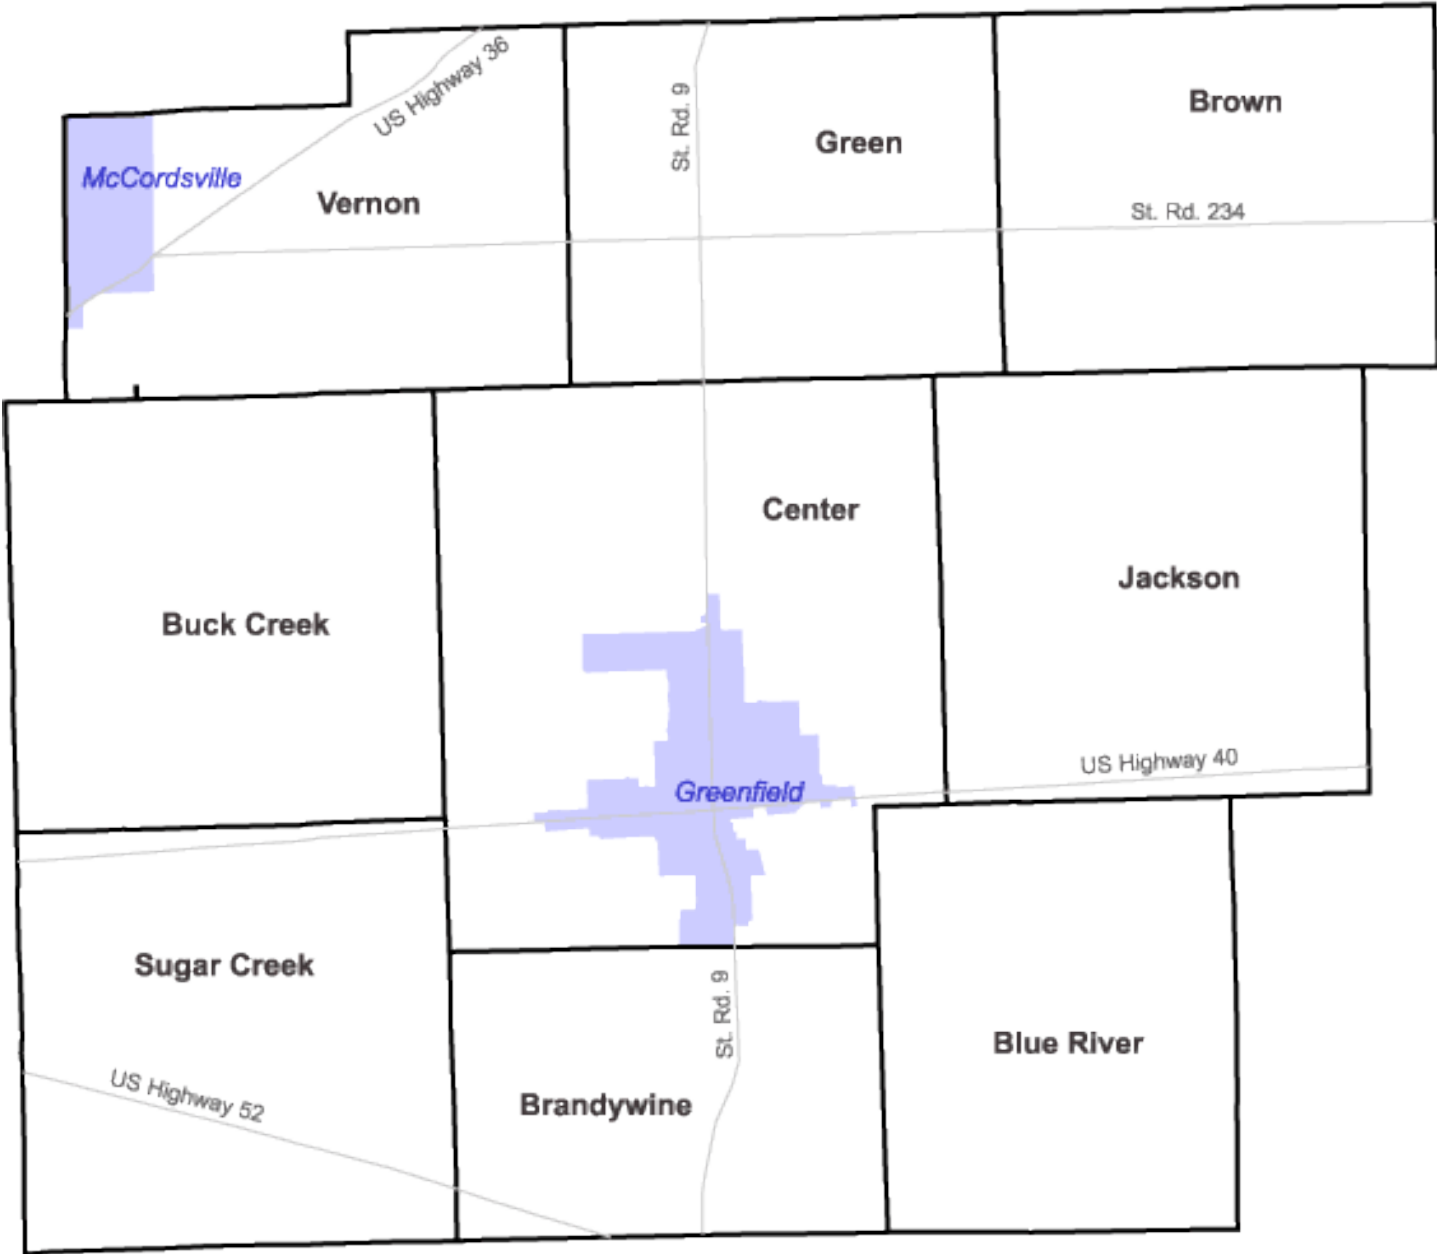 US Highway 36
St. Rd. 9
Green
Brown
McCordsville
Vernon
St. Rd. 234
Center
Jackson
Buck Creek
US Highway 40
Greenfield
Sugar Creek
St. Rd. 9
Blue River
US Highway 52
Brandywine